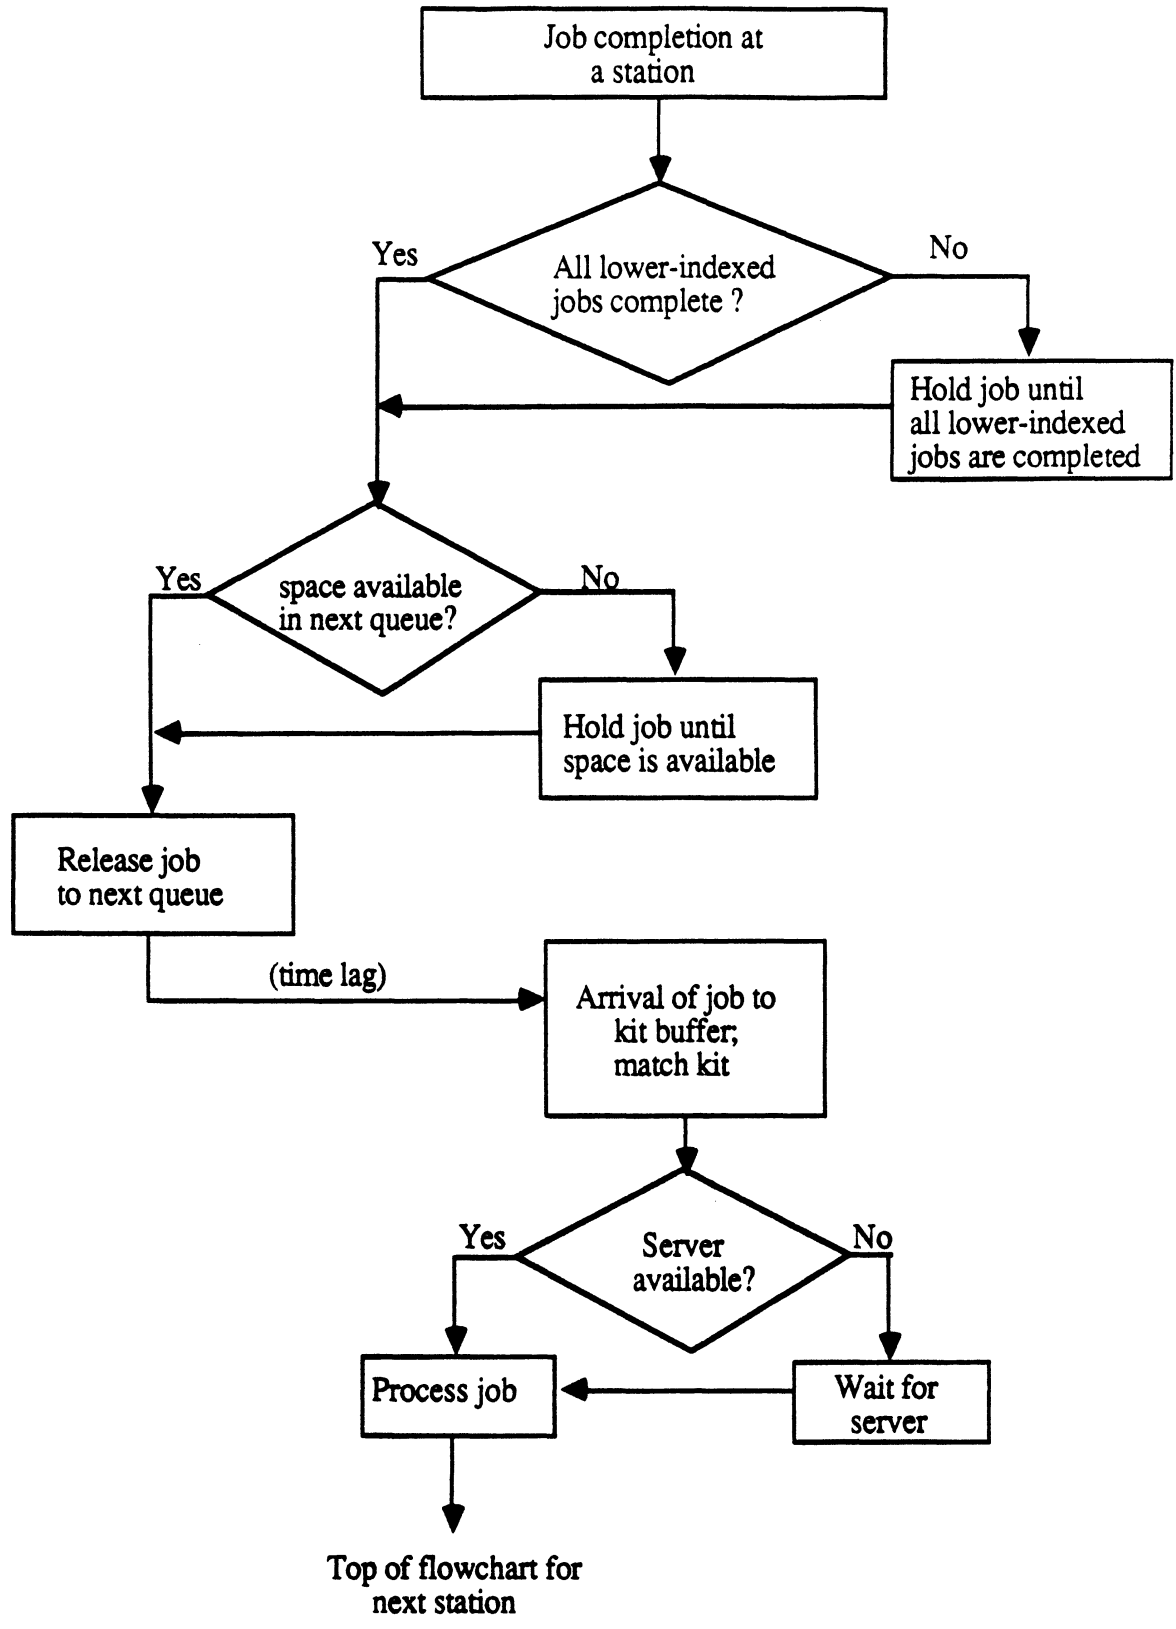 Job completion at
a station
Yes
No
All lower-indexed
jobs complete ?
Hold job until
all lower-indexed
jobs are completed
Yes
No
space available
in next queue?
Hold job until
space is available
Release job
to next queue
(time lag)
Arrival of job to
kit buffer;
match kit
Yes
No
Server
available?
Process job
Wait for
server
Top of flowchart for
next station